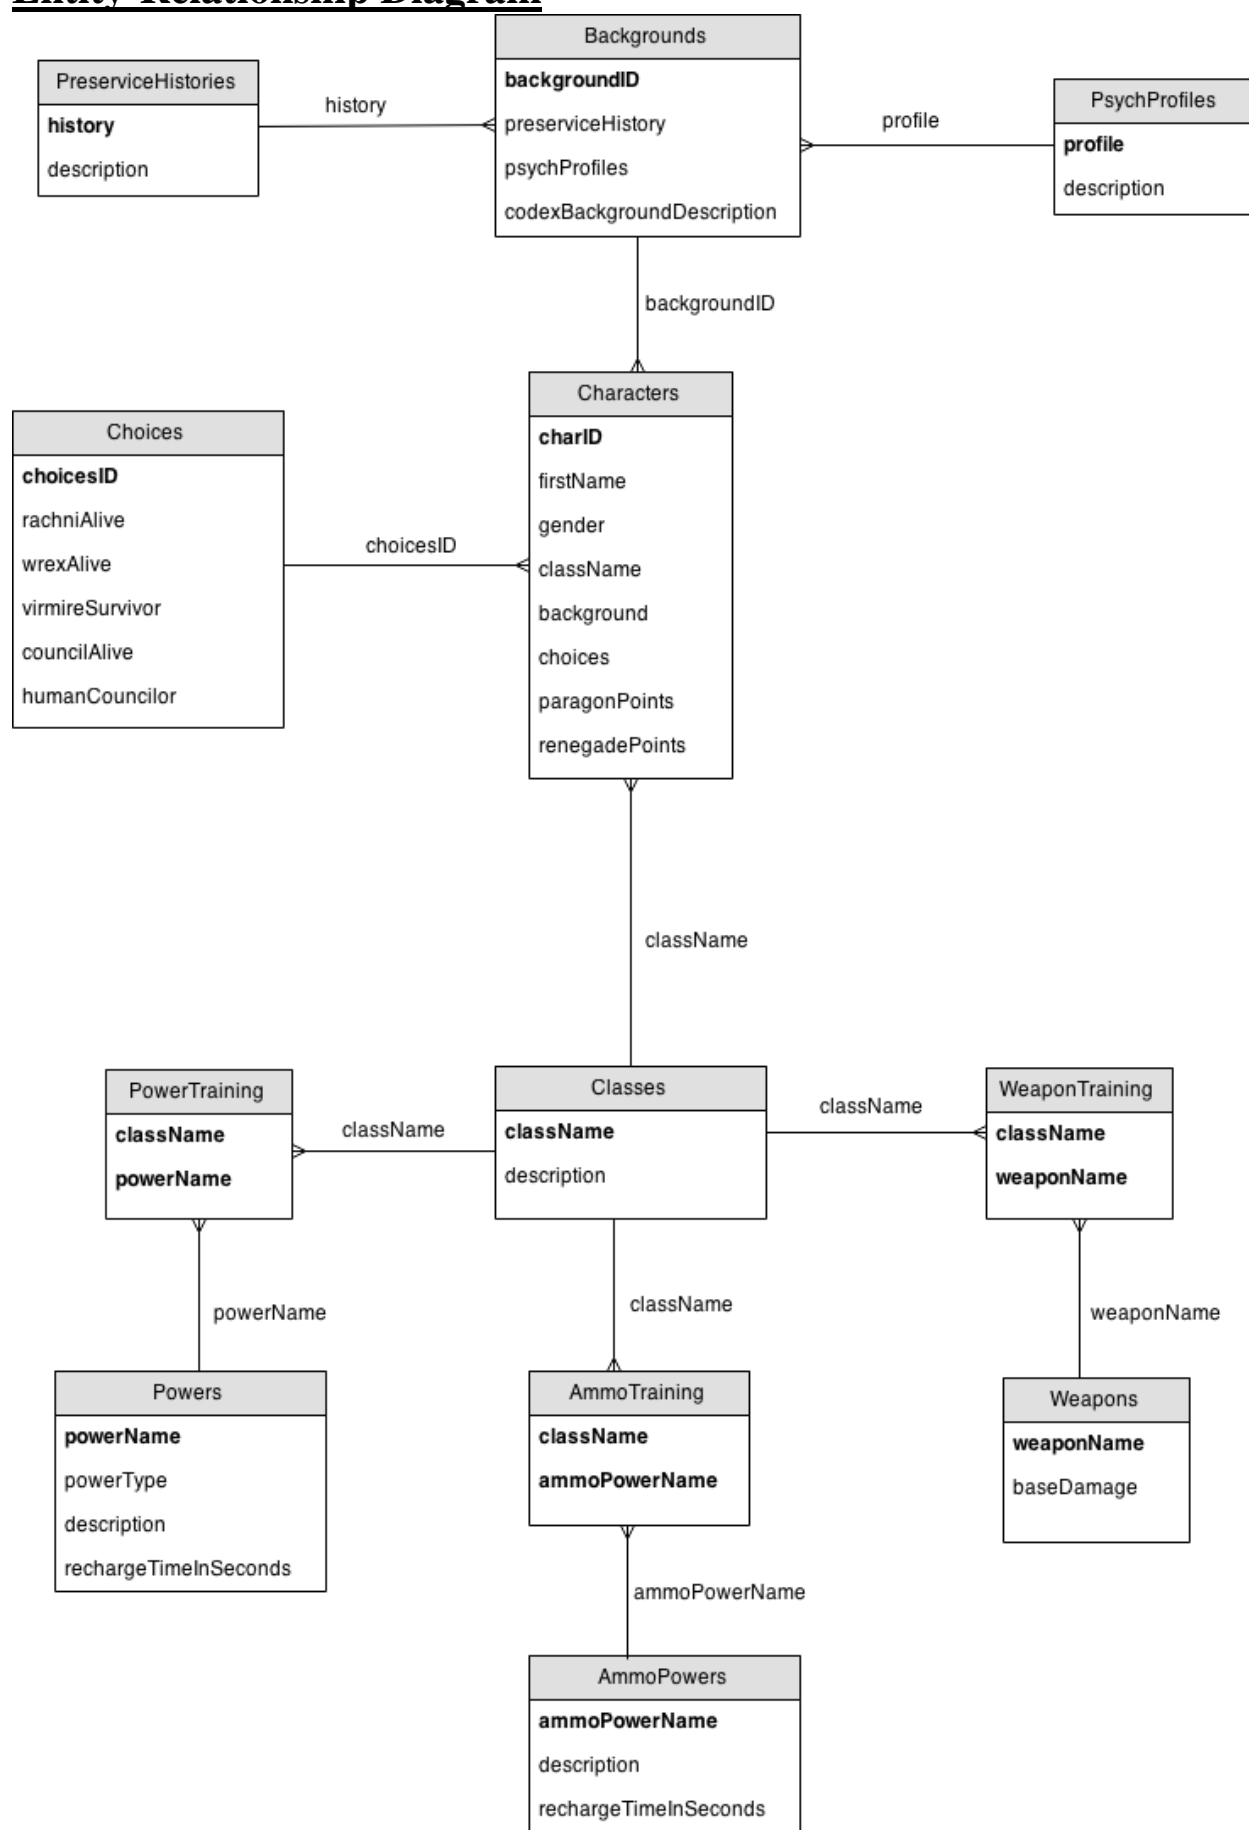 Entity-Relationship Diagram
Backgrounds
backgroundID
preserviceHistory
psychProfiles
codexBackgroundDescription
PreserviceHistories
history
description
history
profile
PsychProfiles
profile
description
backgroundID
Characters
charID
firstName
gender
className
background
choices
paragonPoints
renegadePoints
Choices
choicesID
rachniAlive
wrexAlive
virmireSurvivor
councilAlive
humanCouncilor
choicesID
className
Classes
className
description
PowerTraining
className
powerName
className
className
WeaponTraining
className
weaponName
powerName
className
weaponName
Powers
powerName
powerType
description
rechargeTimeInSeconds
AmmoTraining
className
ammoPowerName
Weapons
weaponName
baseDamage
ammoPowerName
AmmoPowers
ammoPowerName
description
rechargeTimeInSeconds